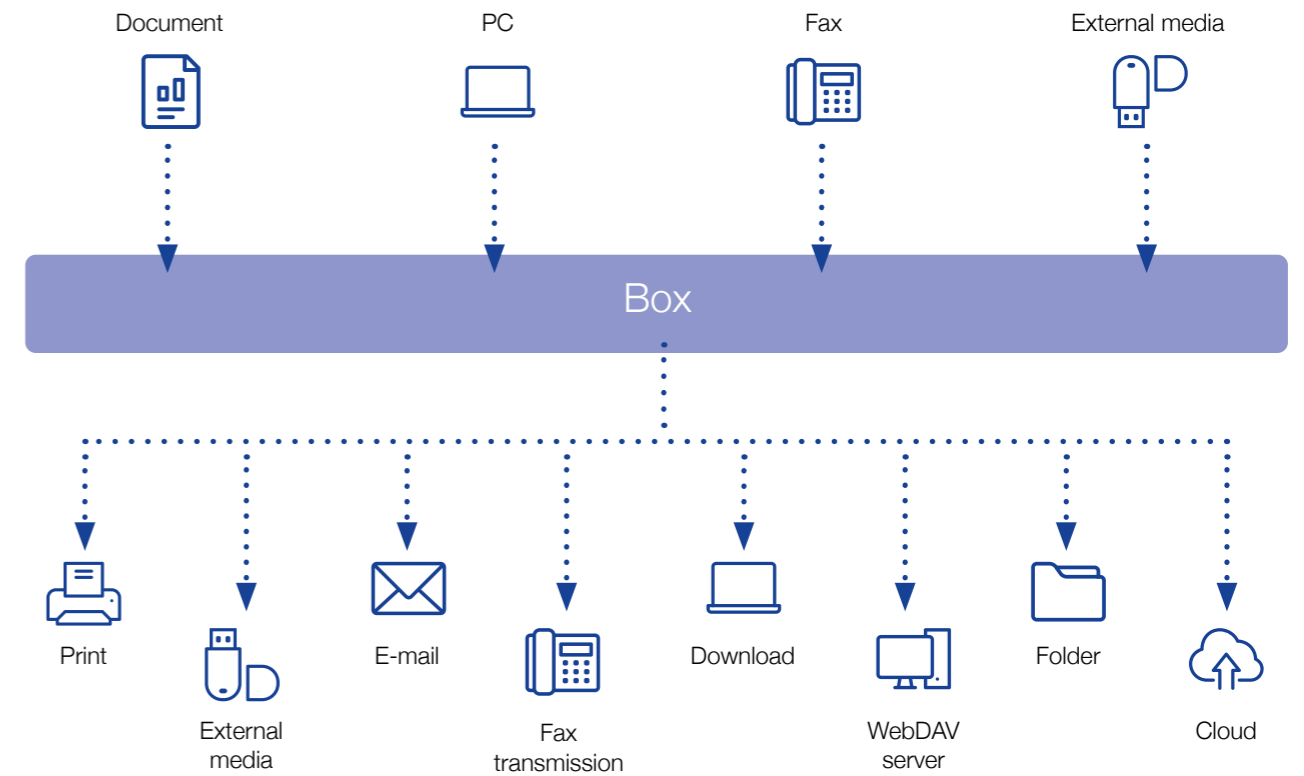 Document
PC
Fax
External media
Box
Print
E-mail
Download
Folder
External
media
Fax
transmission
WebDAV
server
Cloud